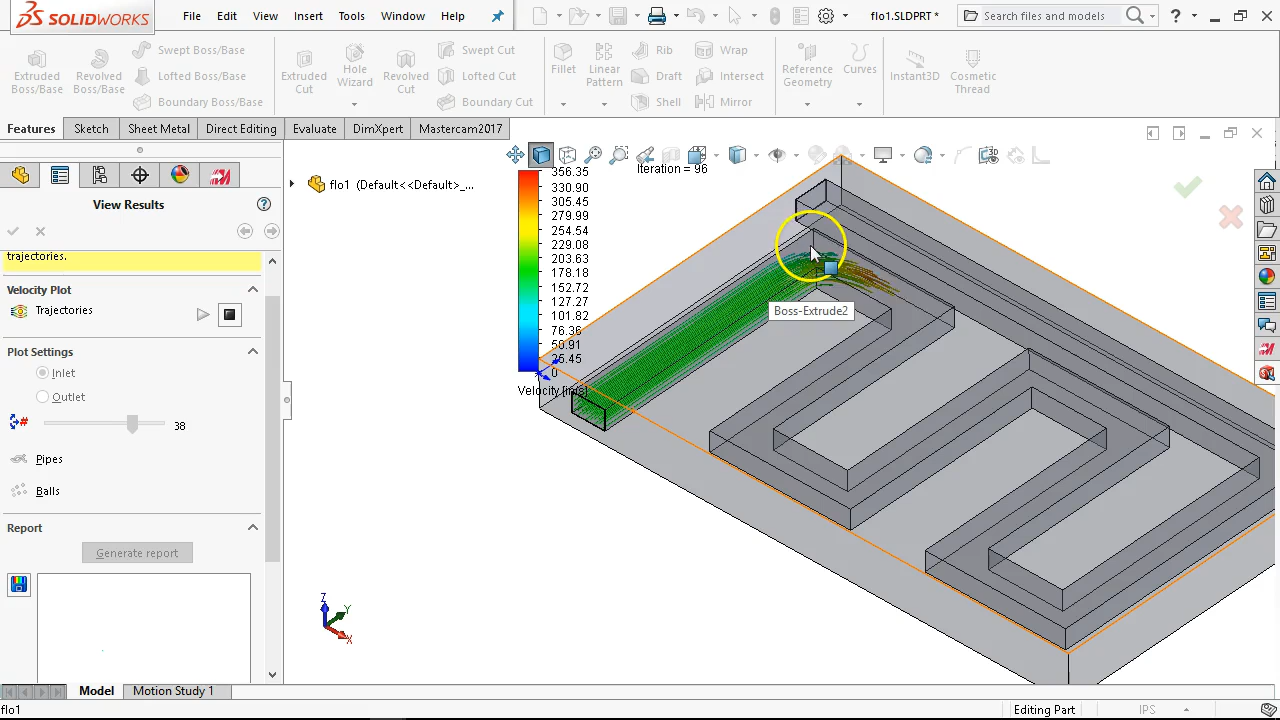 SOLIDWORKS
File Edit View Insert Tools Window Help
flo1.SLDPRT *
Search files and models
?
Extruded Boss/Base
Revolved Boss/Base
Swept Boss/Base
Lofted Boss/Base
Boundary Boss/Base
Extruded Cut
Hole Wizard
Revolved Cut
Swept Cut
Lofted Cut
Boundary Cut
Fillet
Linear Pattern
Rib
Draft
Shell
Wrap
Intersect
Mirror
Reference Geometry
Curves
Instant3D
Cosmetic Thread
Features Sketch Sheet Metal Direct Editing Evaluate DimXpert Mastercam2017
View Results
?
trajectories.
Velocity Plot
Trajectories
Plot Settings
Inlet
Outlet
#
38
Pipes
Balls
Report
Generate report
flo1 (Default<<Default>_...
Iteration = 96
356.35
330.90
305.45
279.99
254.54
229.08
203.63
178.18
152.72
127.27
101.82
76.36
50.91
25.45
0
Velocity [in/s]
Boss-Extrude2
Z
Y
X
Model Motion Study 1
flo1
Editing Part
IPS